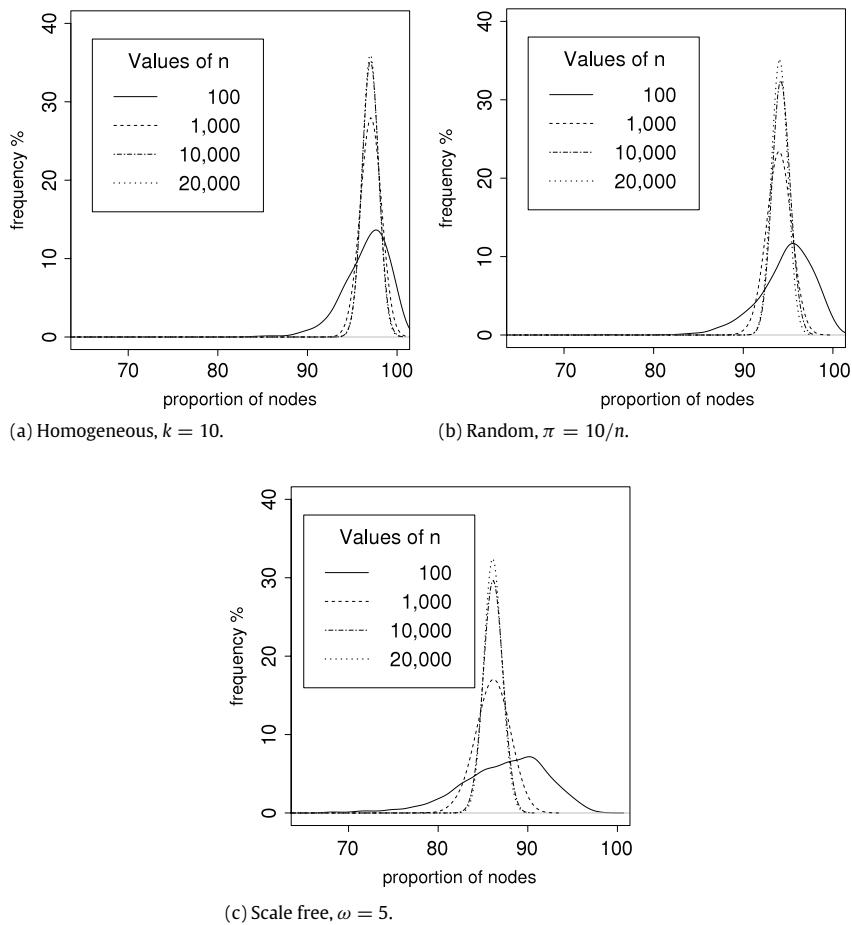 40
30
20
10
0
frequency %
Values of n
100
1,000
10,000
20,000
70 80 90 100
proportion of nodes
(a) Homogeneous, k = 10.
40
30
20
10
0
frequency %
Values of n
100
1,000
10,000
20,000
70 80 90 100
proportion of nodes
(b) Random, π = 10/n.
40
30
20
10
0
frequency %
Values of n
100
1,000
10,000
20,000
70 80 90 100
proportion of nodes
(c) Scale free, ω = 5.